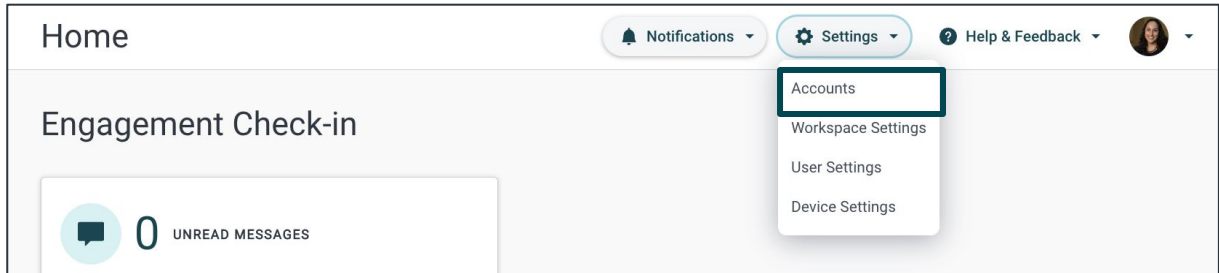 Home
Notifications
Settings
Help & Feedback
Accounts
Workspace Settings
User Settings
Device Settings
Engagement Check-in
0 UNREAD MESSAGES